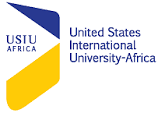 USIU
AFRICA
United States
International
University-Africa